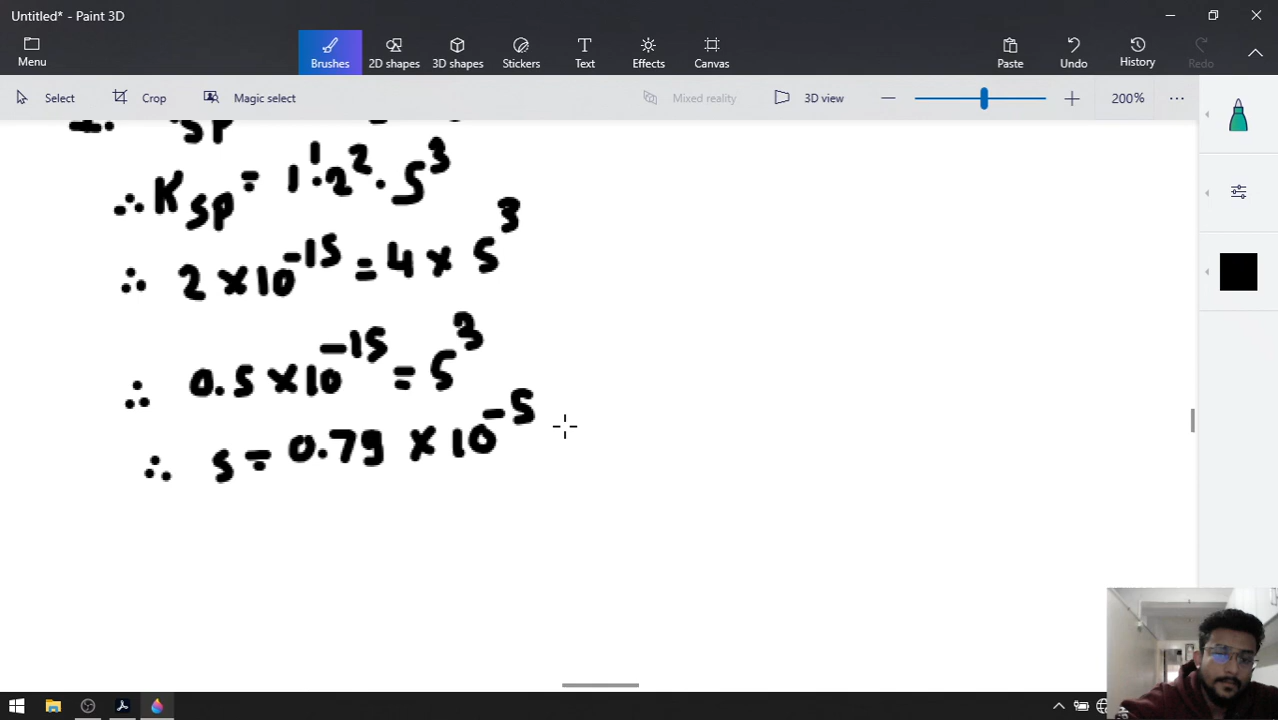 Untitled* - Paint 3D
Menu
Brushes
2D shapes
3D shapes
Stickers
Text
Effects
Canvas
Paste
Undo
History
Redo
Select
Crop
Magic select
Mixed reality
3D view
200%
∴ Ksp = 1¹·2²· S³
∴ 2 × 10⁻¹⁵ = 4 × S³
∴ 0.5 × 10⁻¹⁵ = S³
∴ S = 0.79 × 10⁻⁵